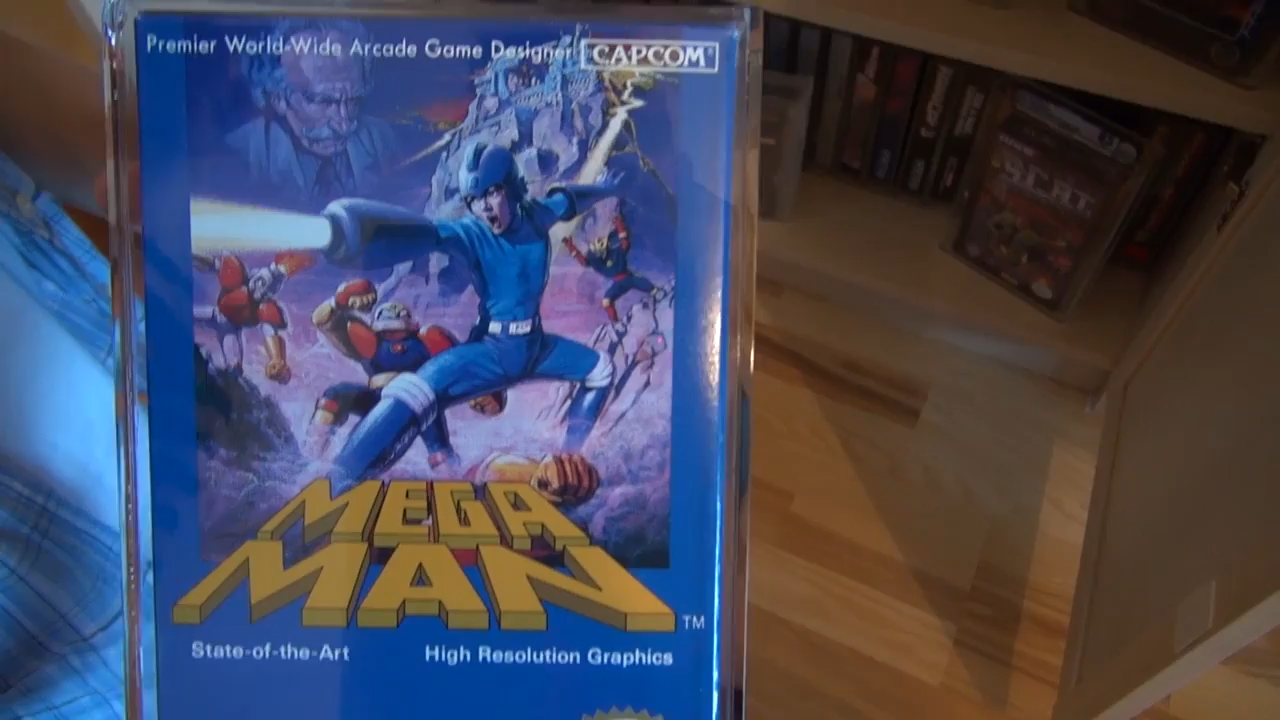 Premier World-Wide Arcade Game Designer CAPCOM®
MEGA
MAN TM
State-of-the-Art High Resolution Graphics
S.C.A.T.